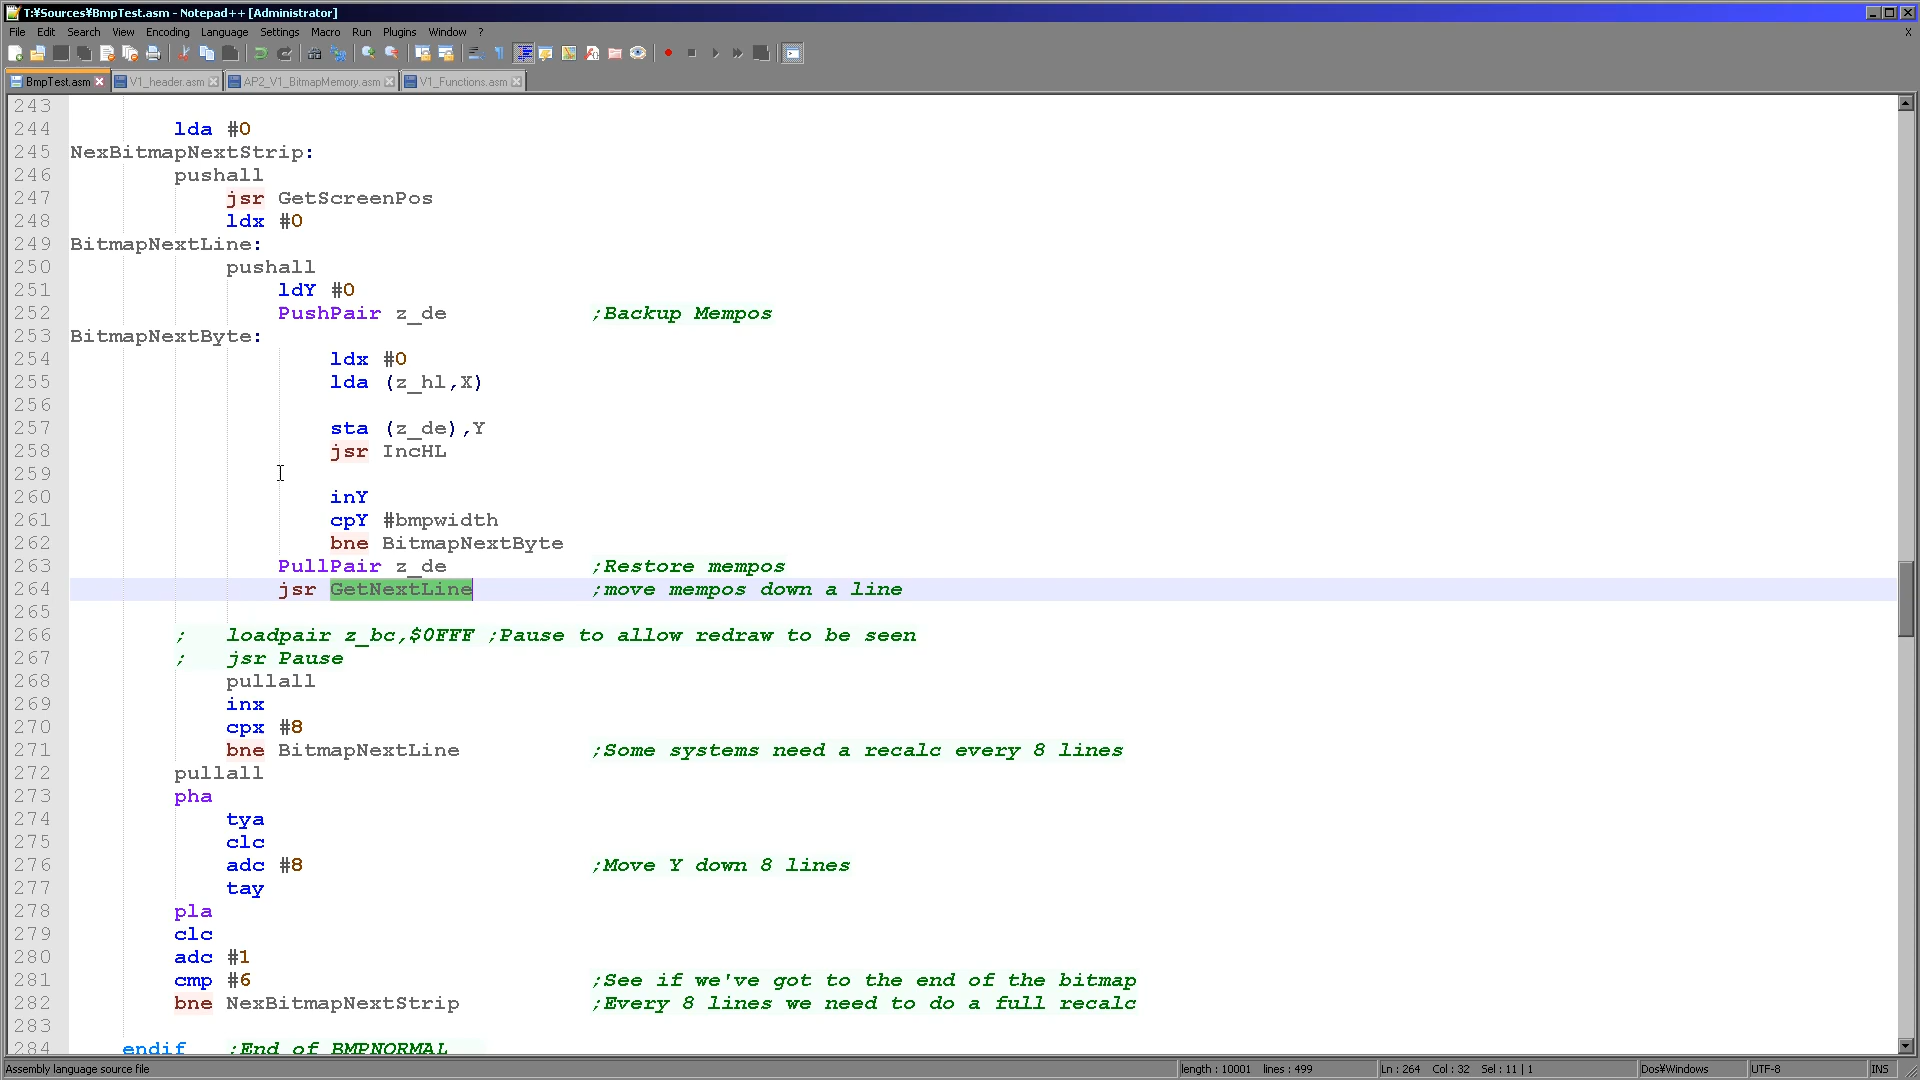 T:¥Sources¥BmpTest.asm - Notepad++ [Administrator]
File Edit Search View Encoding Language Settings Macro Run Plugins Window ? X
BmpTest.asm V1_header.asm AP2_V1_BitmapMemory.asm V1_Functions.asm
243
244 lda #0
245 NexBitmapNextStrip:
246 pushall
247 jsr GetScreenPos
248 ldx #0
249 BitmapNextLine:
250 pushall
251 ldY #0
252 PushPair z_de ;Backup Mempos
253 BitmapNextByte:
254 ldx #0
255 lda (z_hl,X)
256
257 sta (z_de),Y
258 jsr IncHL
259
260 inY
261 cpY #bmpwidth
262 bne BitmapNextByte
263 PullPair z_de ;Restore mempos
264 jsr GetNextLine ;move mempos down a line
265
266 ; loadpair z_bc,$0FFF ;Pause to allow redraw to be seen
267 ; jsr Pause
268 pullall
269 inx
270 cpx #8
271 bne BitmapNextLine ;Some systems need a recalc every 8 lines
272 pullall
273 pha
274 tya
275 clc
276 adc #8 ;Move Y down 8 lines
277 tay
278 pla
279 clc
280 adc #1
281 cmp #6 ;See if we've got to the end of the bitmap
282 bne NexBitmapNextStrip ;Every 8 lines we need to do a full recalc
283
284 endif ;End of BMPNORMAL
Assembly language source file length : 10001 lines : 499 Ln : 264 Col : 32 Sel : 11 | 1 Dos¥Windows UTF-8 INS